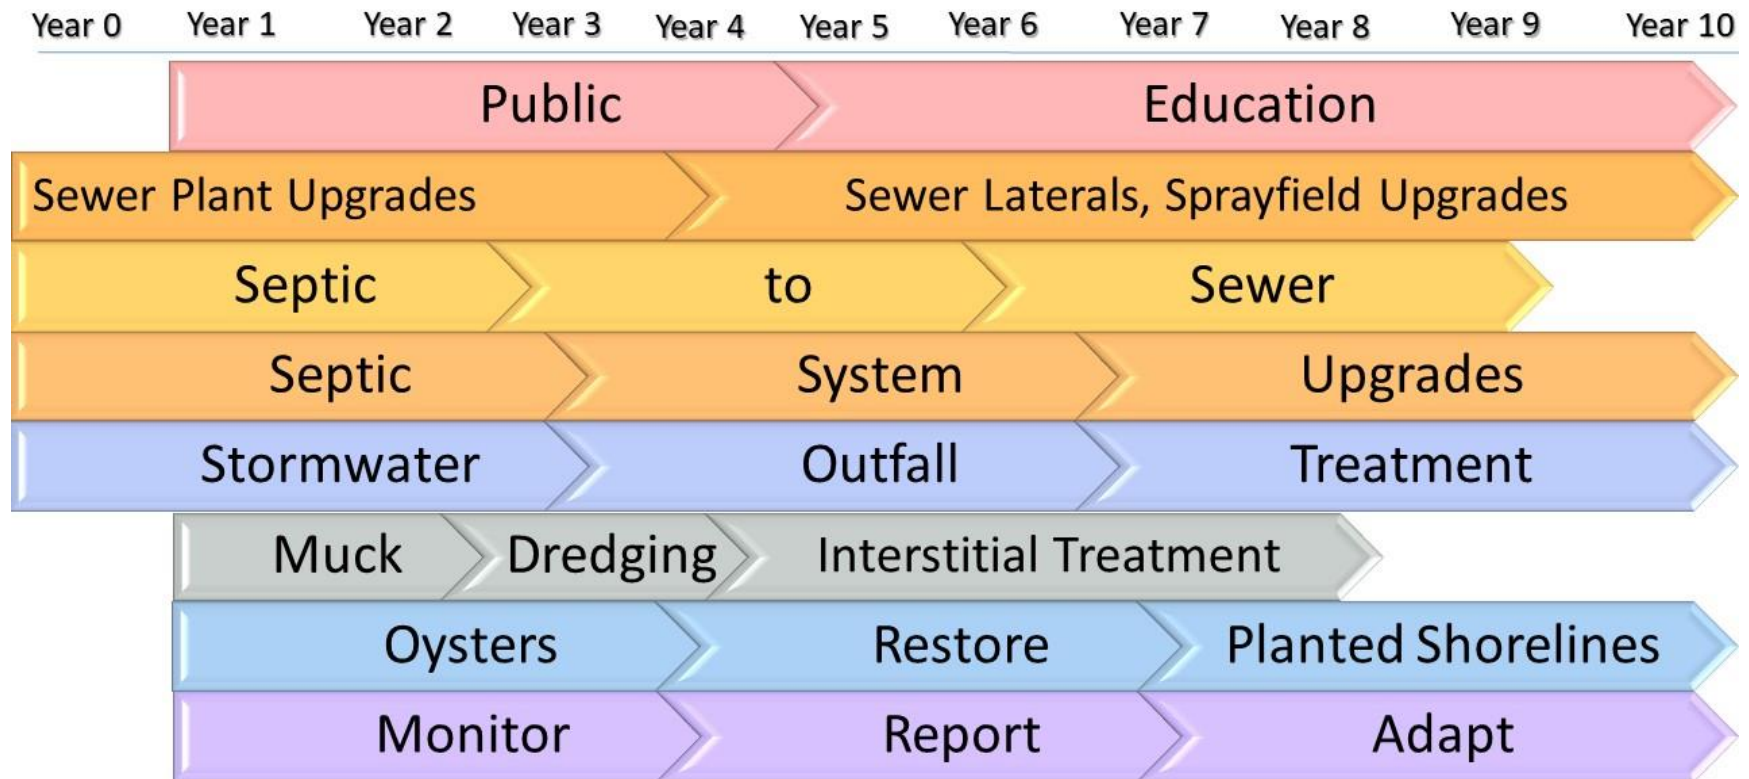 Year 0 Year 1 Year 2 Year 3 Year 4 Year 5 Year 6 Year 7 Year 8 Year 9 Year 10
Public Education
Sewer Plant Upgrades Sewer Laterals, Sprayfield Upgrades
Septic to Sewer
Septic System Upgrades
Stormwater Outfall Treatment
Muck Dredging Interstitial Treatment
Oysters Restore Planted Shorelines
Monitor Report Adapt